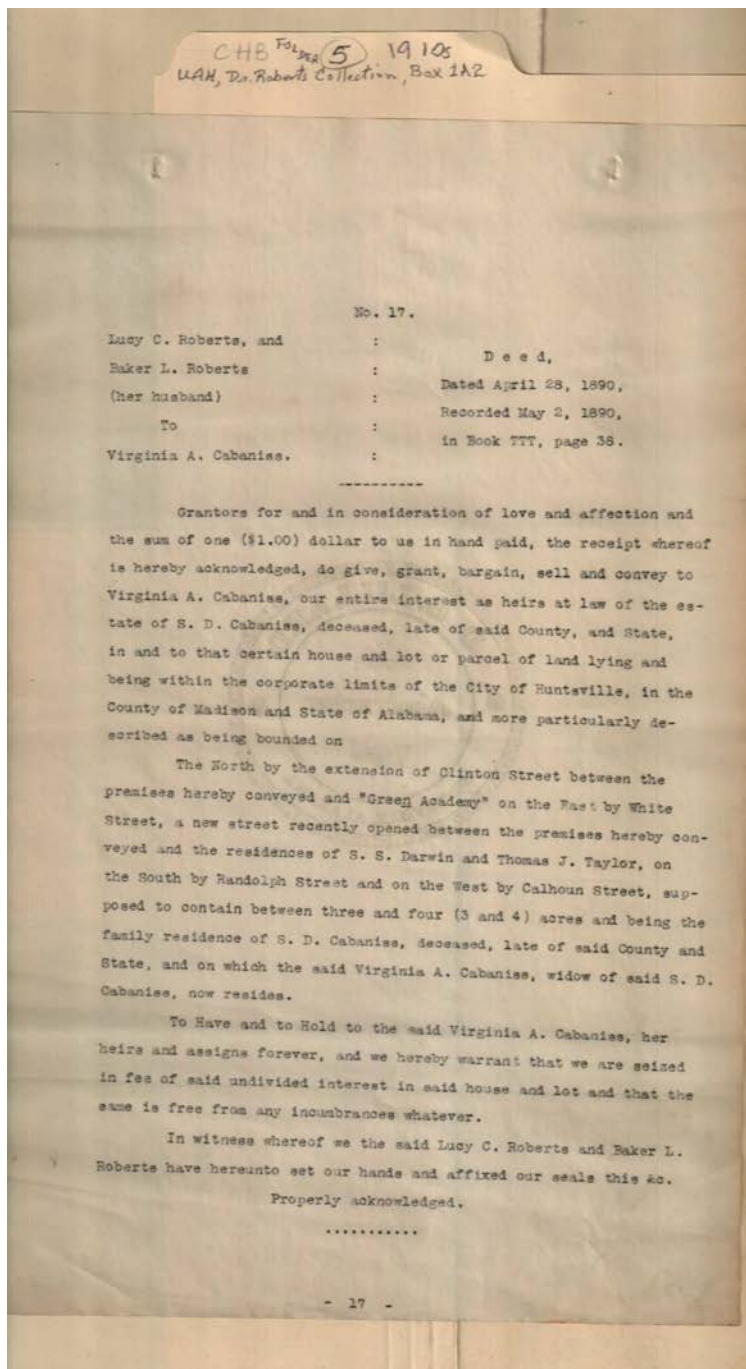 CHB FOLDER 5 1910s
UAH, Dr. Roberts Collection, Box 1A2
No. 17.
Lucy C. Roberts, and :
Baker L. Roberts :
(her husband) :
To :
Virginia A. Cabaniss. :
Deed,
Dated April 28, 1890,
Recorded May 2, 1890,
in Book TTT, page 38.
----------
Grantors for and in consideration of love and affection and
the sum of one ($1.00) dollar to us in hand paid, the receipt whereof
is hereby acknowledged, do give, grant, bargain, sell and convey to
Virginia A. Cabaniss, our entire interest as heirs at law of the es-
tate of S. D. Cabaniss, deceased, late of said County, and State,
in and to that certain house and lot or parcel of land lying and
being within the corporate limits of the City of Huntsville, in the
County of Madison and State of Alabama, and more particularly de-
scribed as being bounded on
The North by the extension of Clinton Street between the
premises hereby conveyed and "Green Academy" on the East by White
Street, a new street recently opened between the premises hereby con-
veyed and the residences of S. S. Darwin and Thomas J. Taylor, on
the South by Randolph Street and on the West by Calhoun Street, sup-
posed to contain between three and four (3 and 4) acres and being the
family residence of S. D. Cabaniss, deceased, late of said County and
State, and on which the said Virginia A. Cabaniss, widow of said S. D.
Cabaniss, now resides.
To Have and to Hold to the said Virginia A. Cabaniss, her
heirs and assigns forever, and we hereby warrant that we are seized
in fee of said undivided interest in said house and lot and that the
same is free from any incumbrances whatever.
In witness whereof we the said Lucy C. Roberts and Baker L.
Roberts have hereunto set our hands and affixed our seals this &c.
Properly acknowledged.
...........
- 17 -